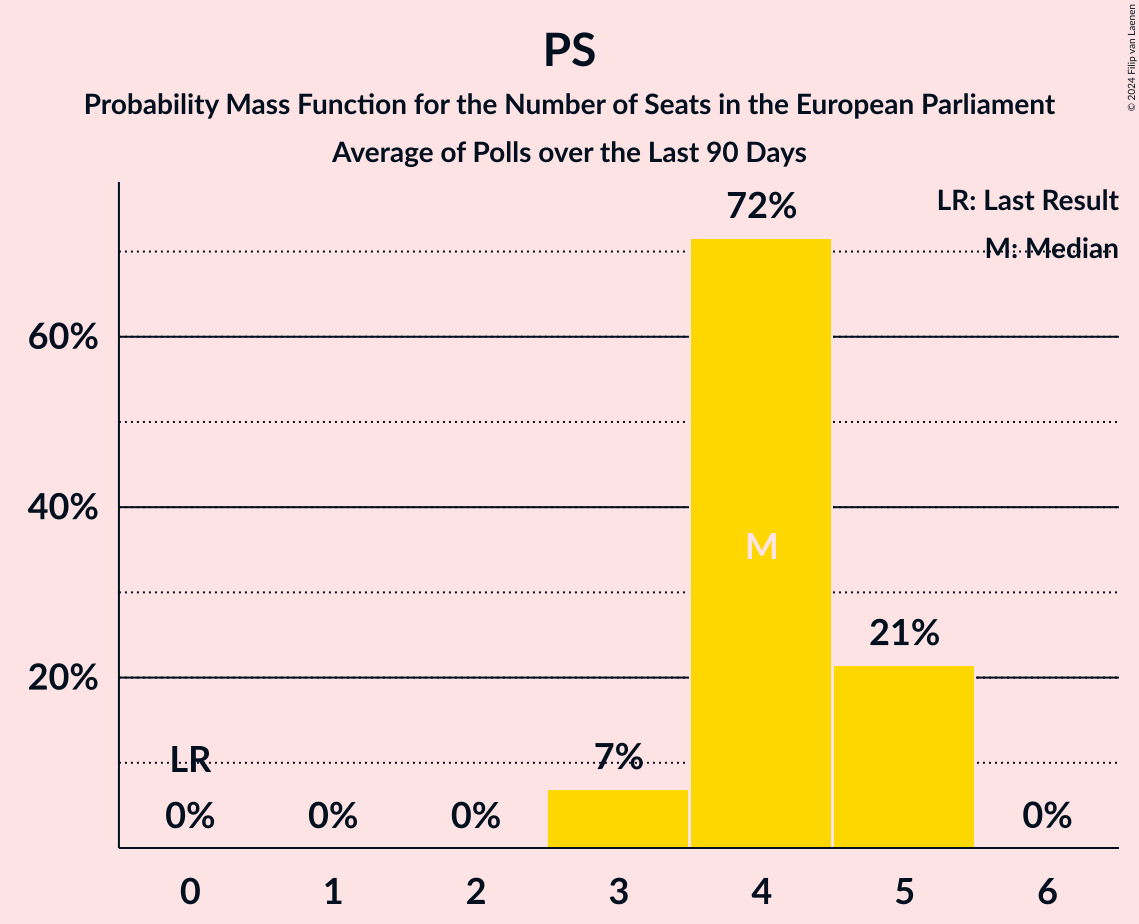 PS
Probability Mass Function for the Number of Seats in the European Parliament
Average of Polls over the Last 90 Days
© 2024 Filip van Laenen
LR: Last Result
M: Median
72%
60%
40%
M
21%
20%
LR
7%
0%
0%
0%
0%
0
1
2
3
4
5
6